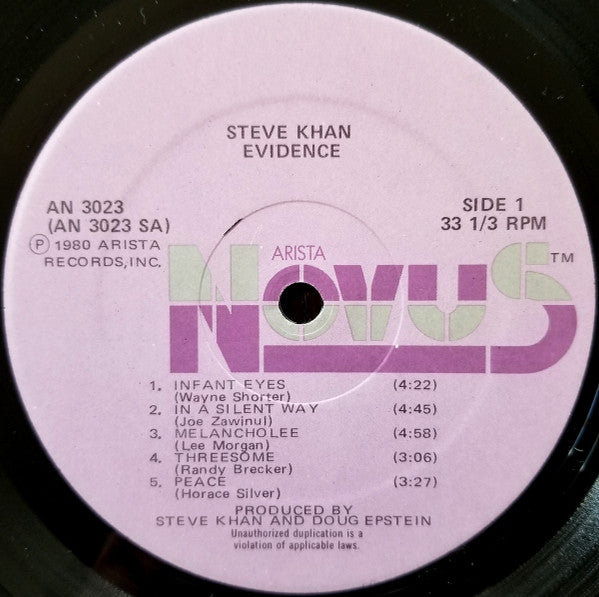 STEVE KHAN
EVIDENCE
AN 3023
(AN 3023 SA)
Ⓟ 1980 ARISTA
RECORDS, INC.
SIDE 1
33 1/3 RPM
ARISTA
NOVUS™
1. INFANT EYES (4:22)
(Wayne Shorter)
2. IN A SILENT WAY (4:45)
(Joe Zawinul)
3. MELANCHOLEE (4:58)
(Lee Morgan)
4. THREESOME (3:06)
(Randy Brecker)
5. PEACE (3:27)
(Horace Silver)
PRODUCED BY
STEVE KHAN AND DOUG EPSTEIN
Unauthorized duplication is a
violation of applicable laws.